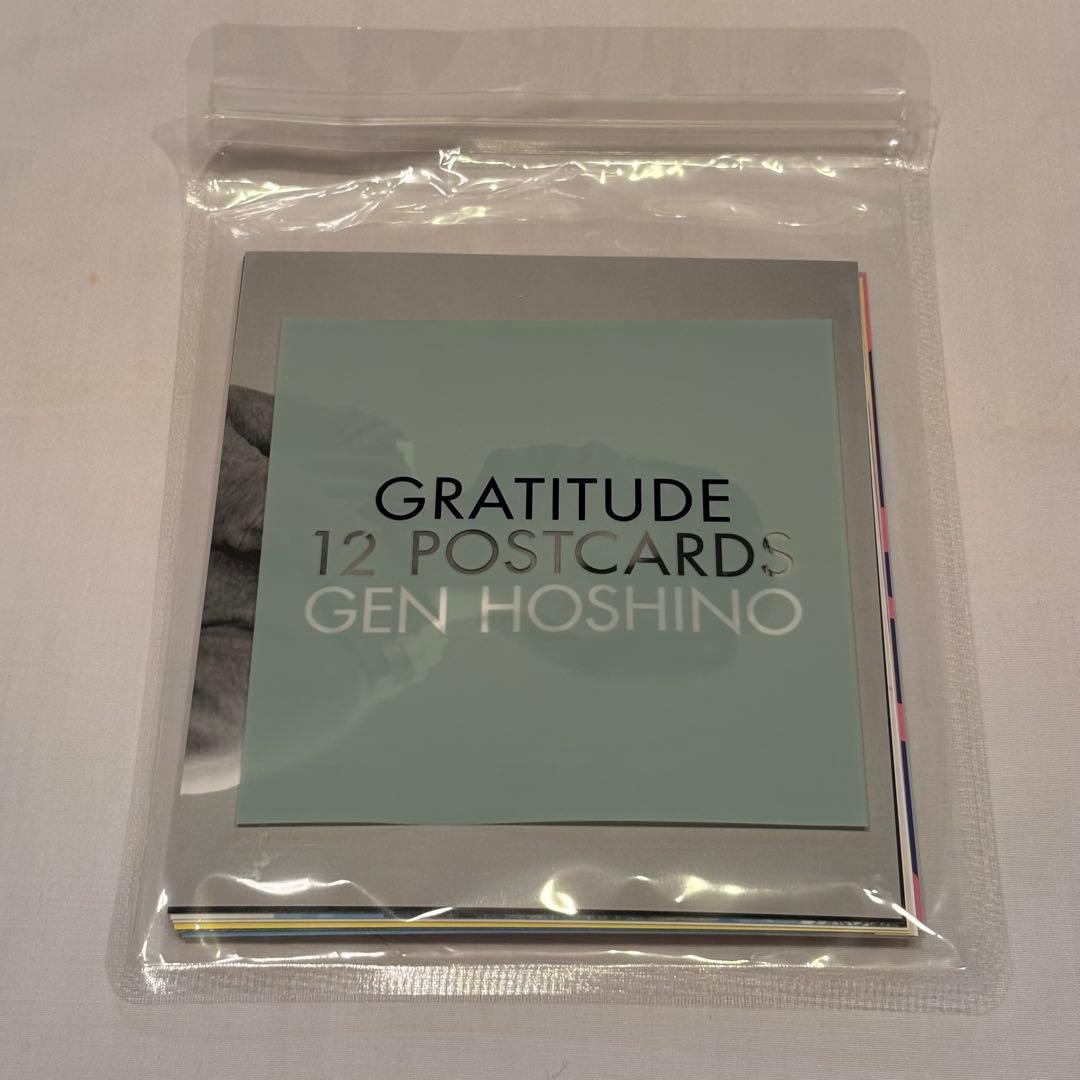 GRATITUDE
12 POSTCARDS
GEN HOSHINO